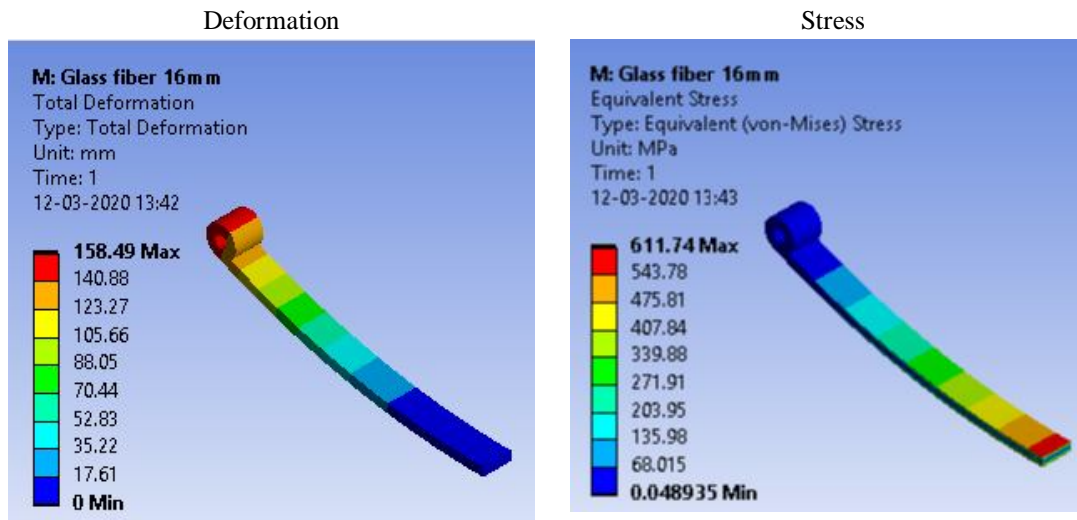 Deformation
M: Glass fiber 16mm
Total Deformation
Type: Total Deformation
Unit: mm
Time: 1
12-03-2020 13:42
158.49 Max
140.88
123.27
105.66
88.05
70.44
52.83
35.22
17.61
0 Min
Stress
M: Glass fiber 16mm
Equivalent Stress
Type: Equivalent (von-Mises) Stress
Unit: MPa
Time: 1
12-03-2020 13:43
611.74 Max
543.78
475.81
407.84
339.88
271.91
203.95
135.98
68.015
0.048935 Min